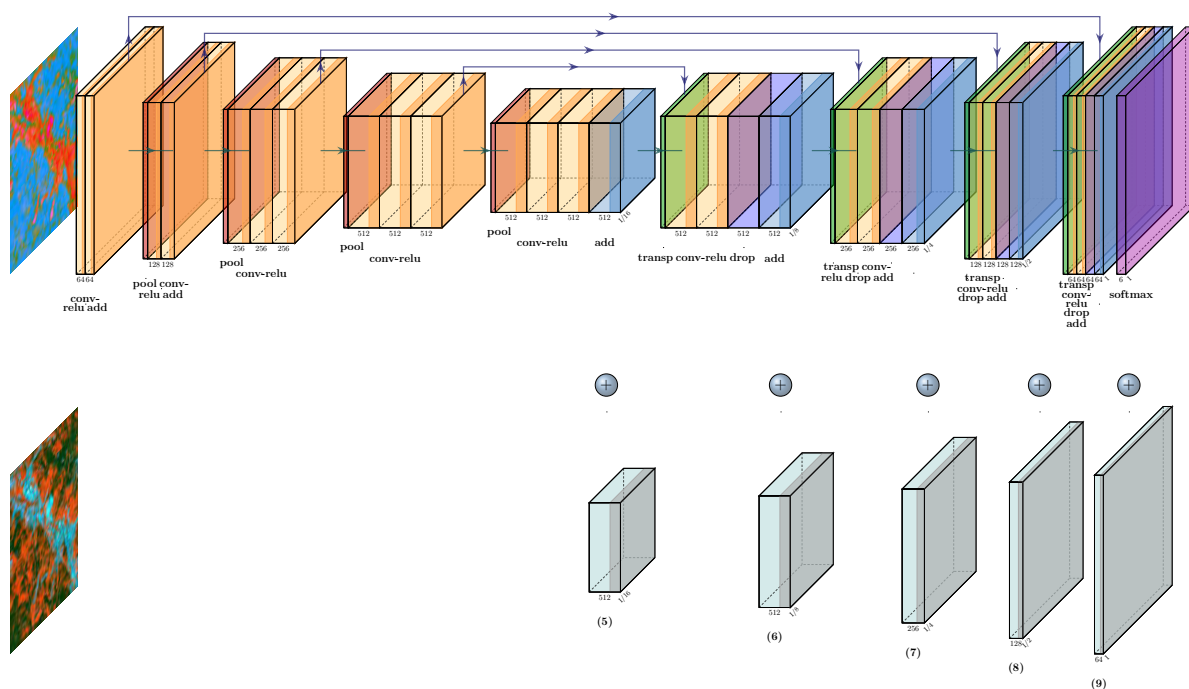 64 64
conv-
relu add
128 128
pool conv-
relu add
256 256 256
pool
conv-relu
512 512 512
pool
conv-relu
512 512 512 512 1/16
pool
conv-relu add
512 512 512 512 1/8
transp conv-relu drop add
256 256 256 256 1/4
transp conv-
relu drop add
128 128 128 128 1/2
transp
conv-relu
drop add
64 64 64 64 1
transp
conv-
relu
drop
add
6 1
softmax
+ + + + +
512 1/16
(5)
512 1/8
(6)
256 1/4
(7)
128 1/2
(8)
64 1
(9)